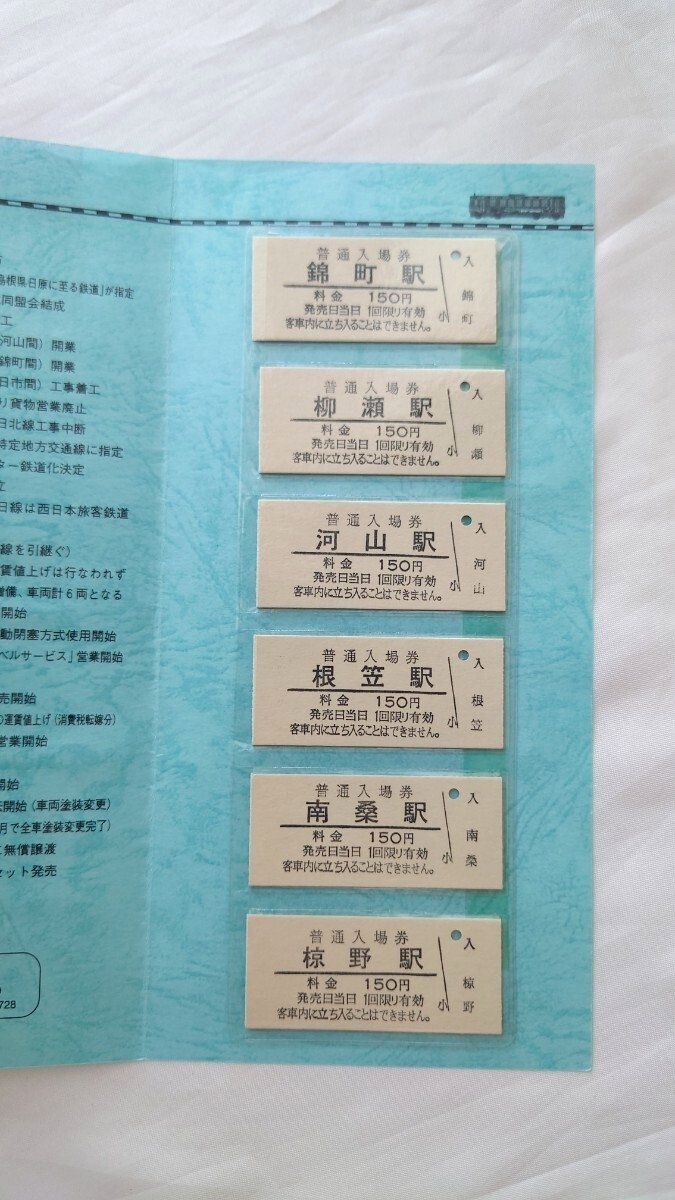 島根県日原に至る鉄道」が指定
同盟会結成
工
河山間）開業
錦町間）開業
日市間）工事着工
り貨物営業廃止
日北線工事中断
特定地方交通線に指定
ター鉄道化決定
立
日線は西日本旅客鉄道
線を引継ぐ）
賃値上げは行なわれず
増備、車両計6両となる
開始
動閉塞方式使用開始
ベルサービス」営業開始
売開始
の運賃値上げ（消費税転嫁分）
営業開始
開始
開始（車両塗装変更）
月で全車塗装変更完了）
無償譲渡
セット発売
728
普通入場券
錦町駅
料金 150円
発売日当日1回限り有効
客車内に立ち入ることはできません。
小
入
錦町
普通入場券
柳瀬駅
料金 150円
発売日当日1回限り有効
客車内に立ち入ることはできません。
小
入
柳瀬
普通入場券
河山駅
料金 150円
発売日当日1回限り有効
客車内に立ち入ることはできません。
小
入
河山
普通入場券
根笠駅
料金 150円
発売日当日1回限り有効
客車内に立ち入ることはできません。
小
入
根笠
普通入場券
南桑駅
料金 150円
発売日当日1回限り有効
客車内に立ち入ることはできません。
小
入
南桑
普通入場券
椋野駅
料金 150円
発売日当日1回限り有効
客車内に立ち入ることはできません。
小
入
椋野